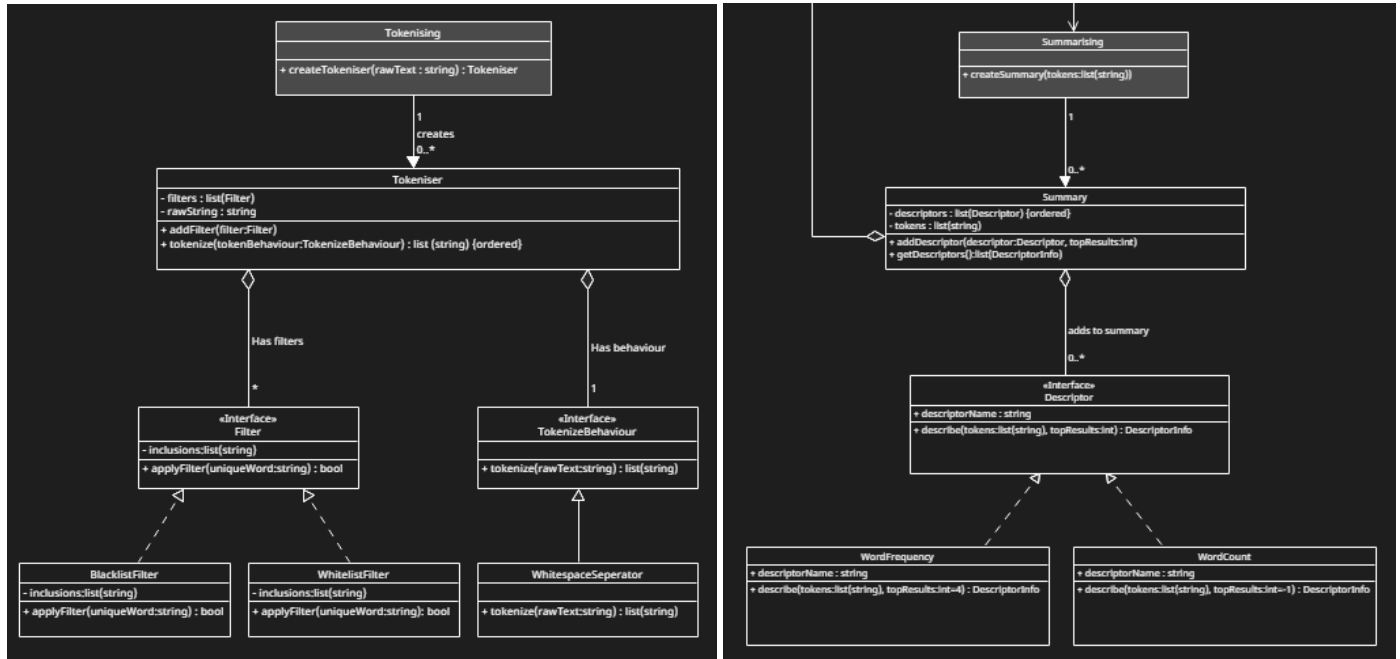 Tokenising
+ createTokeniser(rawText : string) : Tokeniser
1
creates
0..*
Tokeniser
- filters : list(Filter)
- rawString : string
+ addFilter(filter:Filter)
+ tokenize(tokenBehaviour:TokenizeBehaviour) : list (string) {ordered}
Has filters
*
Has behaviour
1
«Interface»
Filter
- inclusions:list(string)
+ applyFilter(uniqueWord:string) : bool
«Interface»
TokenizeBehaviour
+ tokenize(rawText:string) : list(string)
BlacklistFilter
- inclusions:list(string)
+ applyFilter(uniqueWord:string) : bool
WhitelistFilter
- inclusions:list(string)
+ applyFilter(uniqueWord:string): bool
WhitespaceSeperator
+ tokenize(rawText:string) : list(string)
Summarising
+ createSummary(tokens:list(string))
1
0..*
Summary
- descriptors : list(Descriptor) {ordered}
- tokens : list(string)
+ addDescriptor(descriptor:Descriptor, topResults:int)
+ getDescriptors():list(DescriptorInfo)
adds to summary
0..*
«Interface»
Descriptor
+ descriptorName : string
+ describe(tokens:list(string), topResults:int) : DescriptorInfo
WordFrequency
+ descriptorName : string
+ describe(tokens:list(string), topResults:int=4) : DescriptorInfo
WordCount
+ descriptorName : string
+ describe(tokens:list(string), topResults:int=-1) : DescriptorInfo